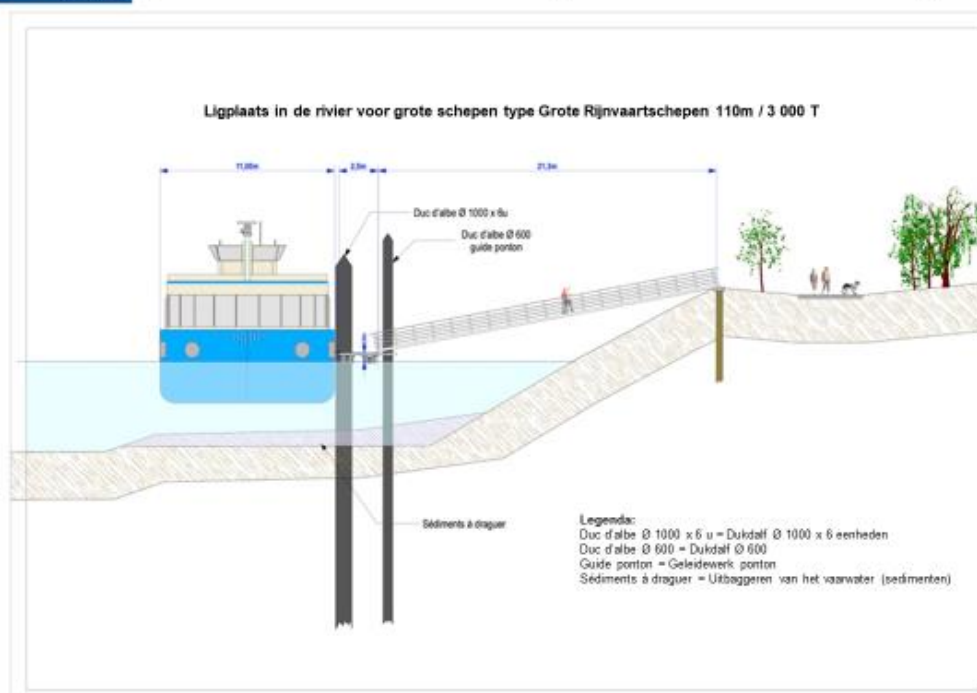 Ligplaats in de rivier voor grote schepen type Grote Rijnvaartschepen 110m / 3 000 T
11,00m
2,5m
21,3m
Duc d'albe Ø 1000 x 6u
Duc d'albe Ø 600
guide ponton
Sédiments à draguer
Legenda:
Duc d'albe Ø 1000 x 6 u = Dukdalf Ø 1000 x 6 eenheden
Duc d'albe Ø 600 = Dukdalf Ø 600
Guide ponton = Geleidewerk ponton
Sédiments à draguer = Uitbaggeren van het vaarwater (sedimenten)